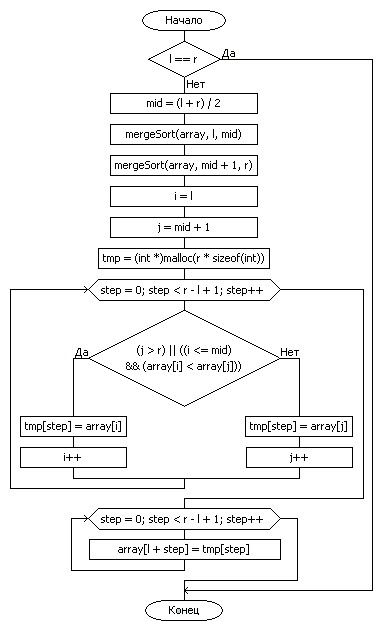 Начало
l == r
Да
Нет
mid = (l + r) / 2
mergeSort(array, l, mid)
mergeSort(array, mid + 1, r)
i = l
j = mid + 1
tmp = (int *)malloc(r * sizeof(int))
step = 0; step < r - l + 1; step++
(j > r) || ((i <= mid)
&& (array[i] < array[j]))
Да
Нет
tmp[step] = array[i]
tmp[step] = array[j]
i++
j++
step = 0; step < r - l + 1; step++
array[l + step] = tmp[step]
Конец